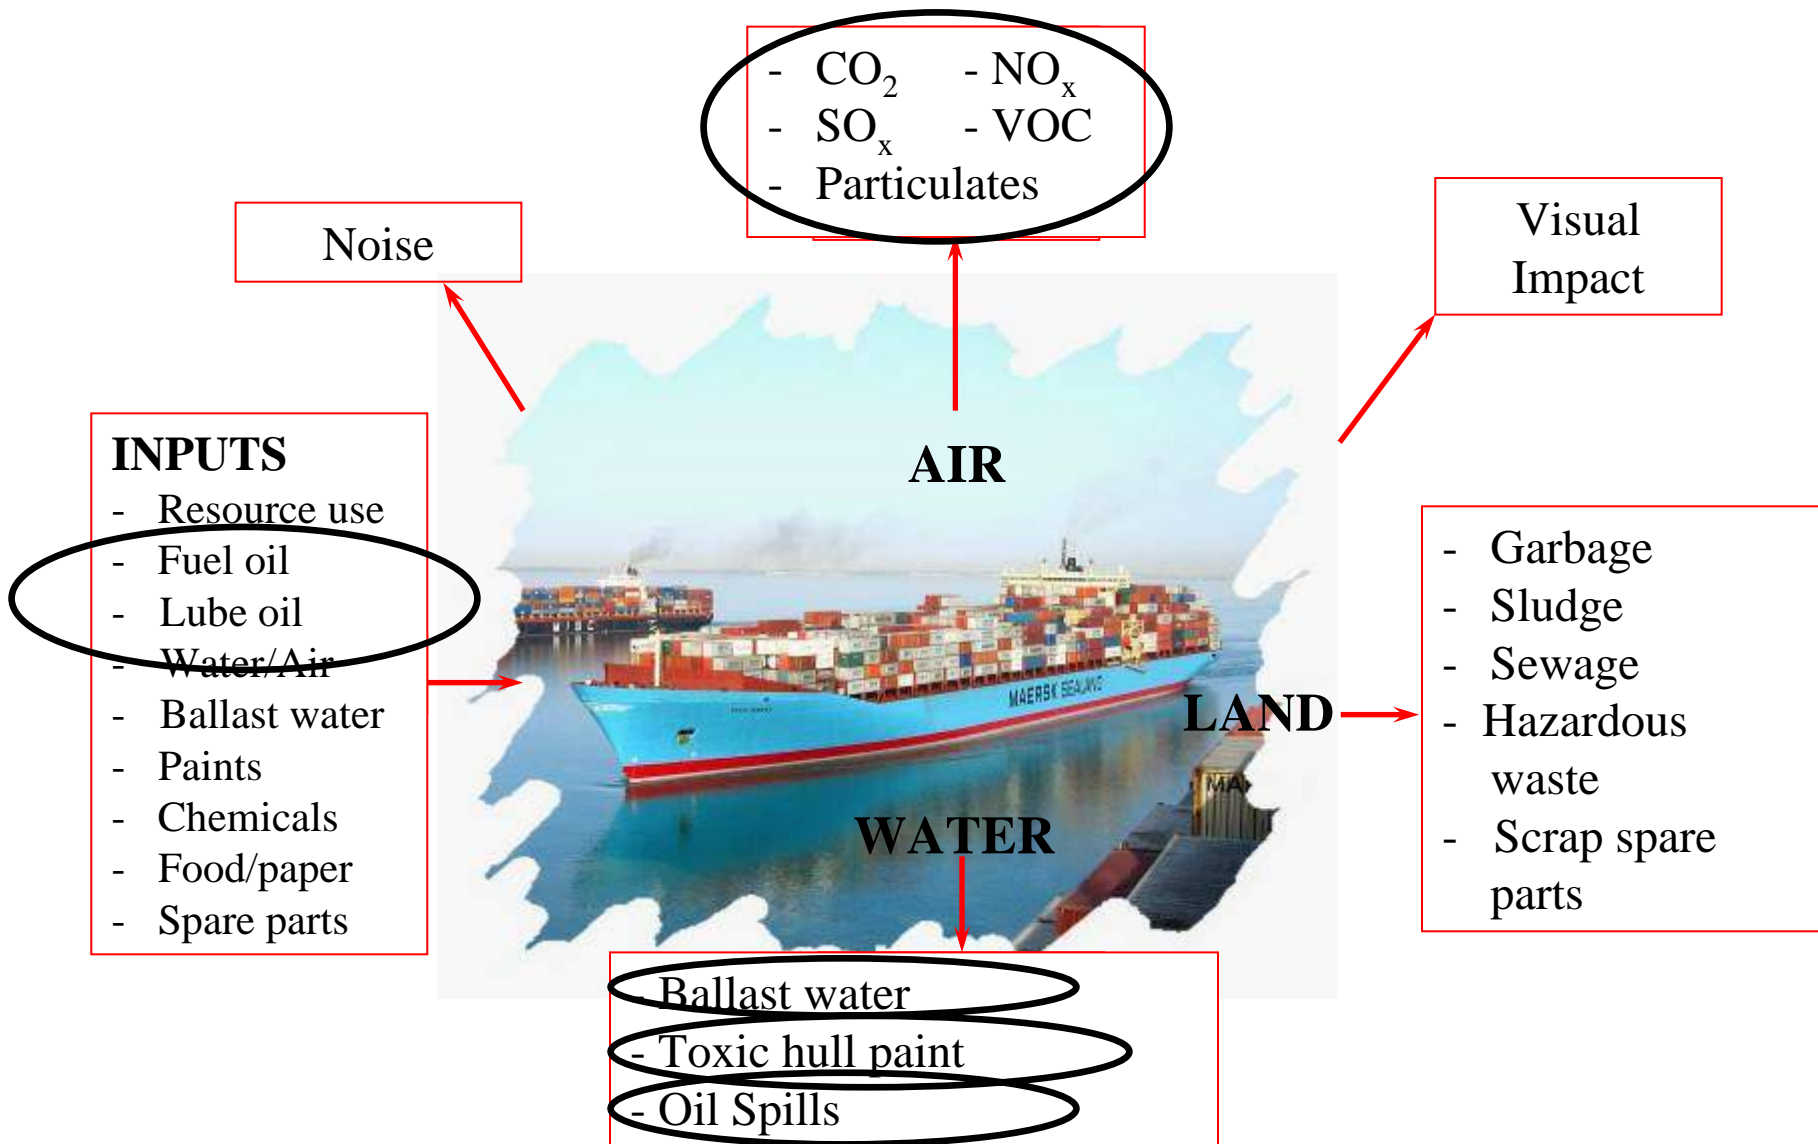 - CO₂ - NOₓ
- SOₓ - VOC
- Particulates
Noise
Visual
Impact
INPUTS
- Resource use
- Fuel oil
- Lube oil
- Water/Air
- Ballast water
- Paints
- Chemicals
- Food/paper
- Spare parts
AIR
MAERSK SEALAND
LAND
MA
WATER
- Garbage
- Sludge
- Sewage
- Hazardous
waste
- Scrap spare
parts
- Ballast water
- Toxic hull paint
- Oil Spills